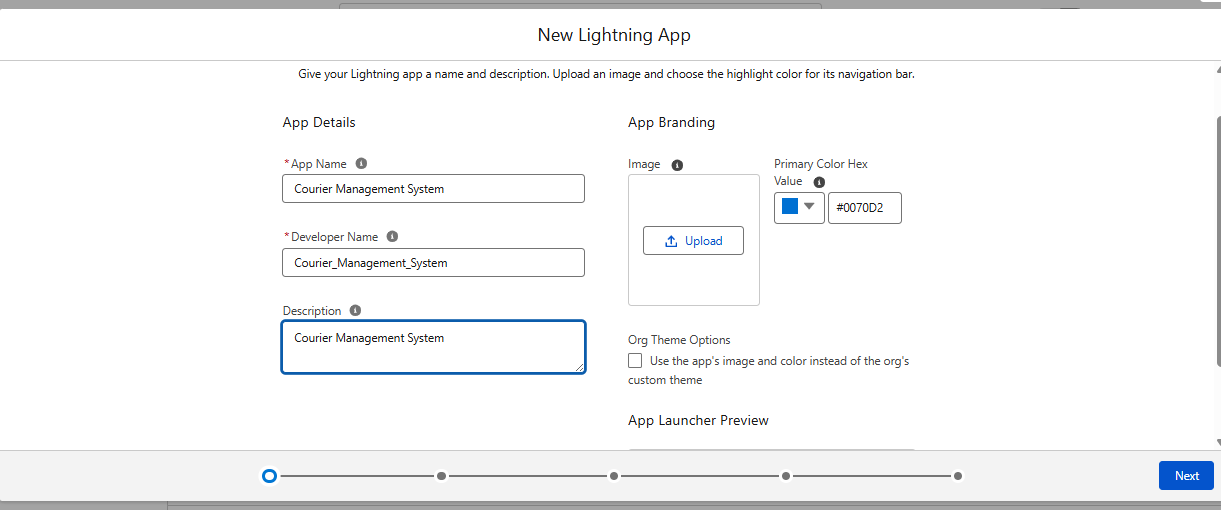 New Lightning App
Give your Lightning app a name and description. Upload an image and choose the highlight color for its navigation bar.
App Details
*App Name
Courier Management System
*Developer Name
Courier_Management_System
Description
Courier Management System
App Branding
Image
Upload
Primary Color Hex
Value
#0070D2
Org Theme Options
Use the app's image and color instead of the org's
custom theme
App Launcher Preview
Next